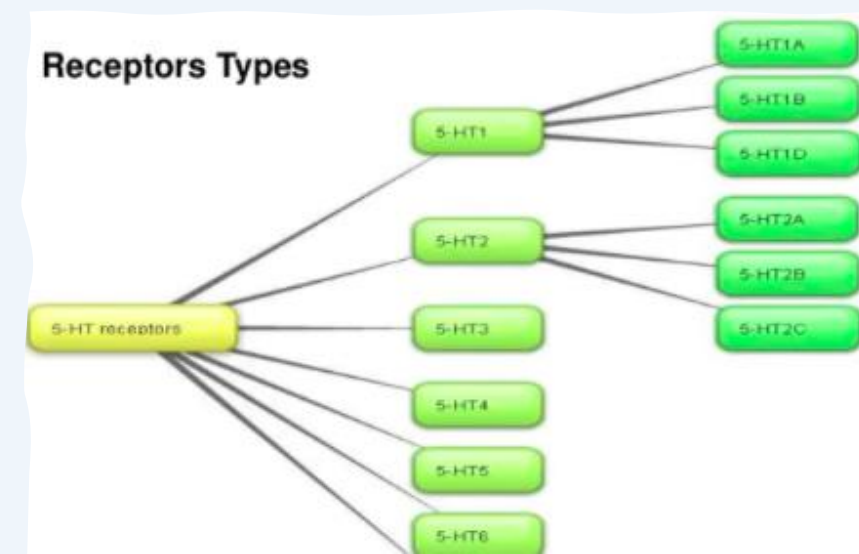 Receptors Types
5-HT receptors
5-HT1
5-HT1A
5-HT1B
5-HT1D
5-HT2
5-HT2A
5-HT2B
5-HT2C
5-HT3
5-HT4
5-HT5
5-HT6